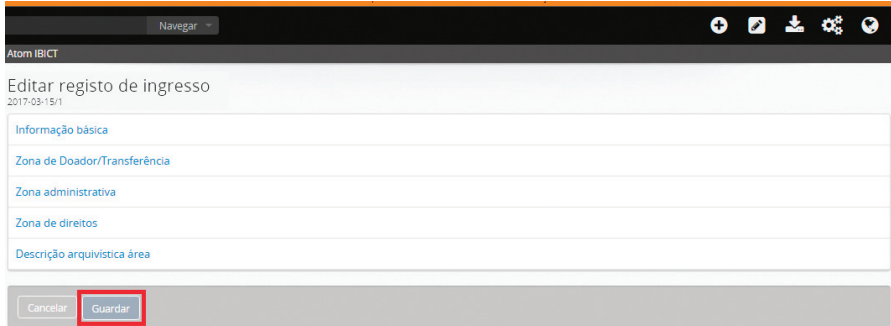 Navegar
Atom IBICT
Editar registo de ingresso
2017-03-15/1
Informação básica
Zona de Doador/Transferência
Zona administrativa
Zona de direitos
Descrição arquivística área
Cancelar Guardar